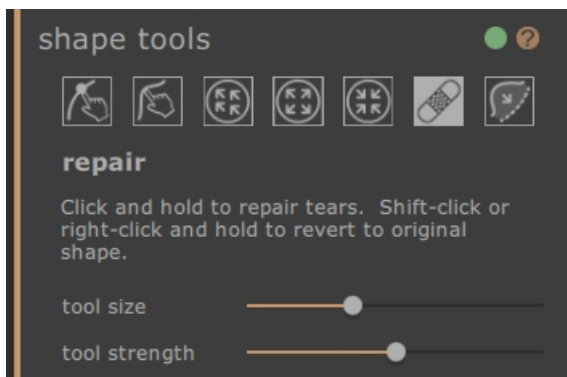 shape tools
?
repair
Click and hold to repair tears.  Shift-click or
right-click and hold to revert to original
shape.
tool size
tool strength